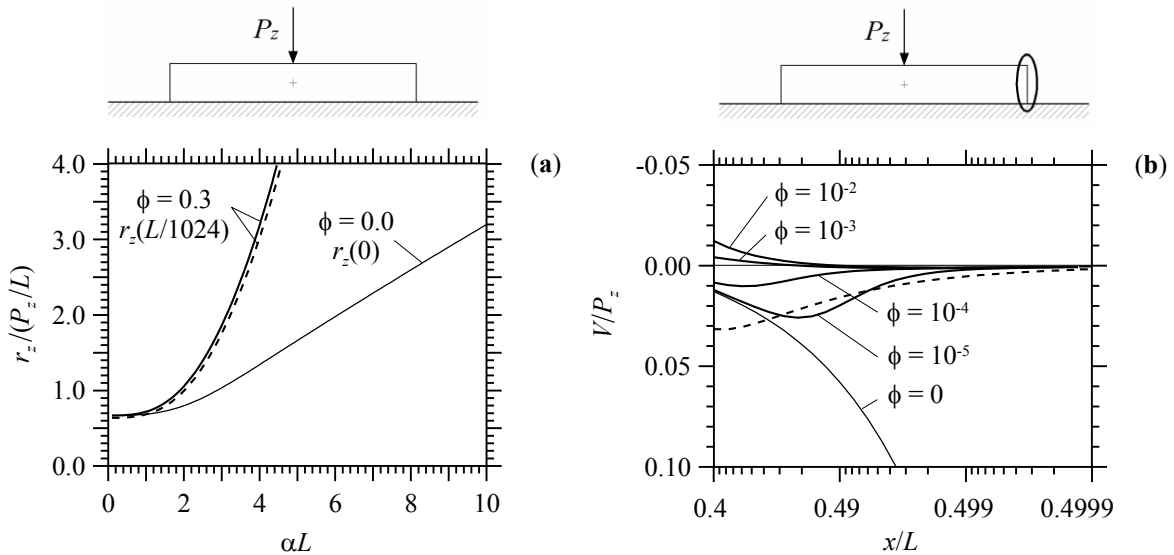 P_z
P_z
(a)
r_z/(P_z/L)
4.0
3.0
2.0
1.0
0.0
ϕ = 0.3
r_z(L/1024)
ϕ = 0.0
r_z(0)
0 2 4 6 8 10
αL
(b)
V/P_z
-0.05
0.00
0.05
0.10
ϕ = 10⁻²
ϕ = 10⁻³
ϕ = 10⁻⁴
ϕ = 10⁻⁵
ϕ = 0
0.4 0.49 0.499 0.4999
x/L